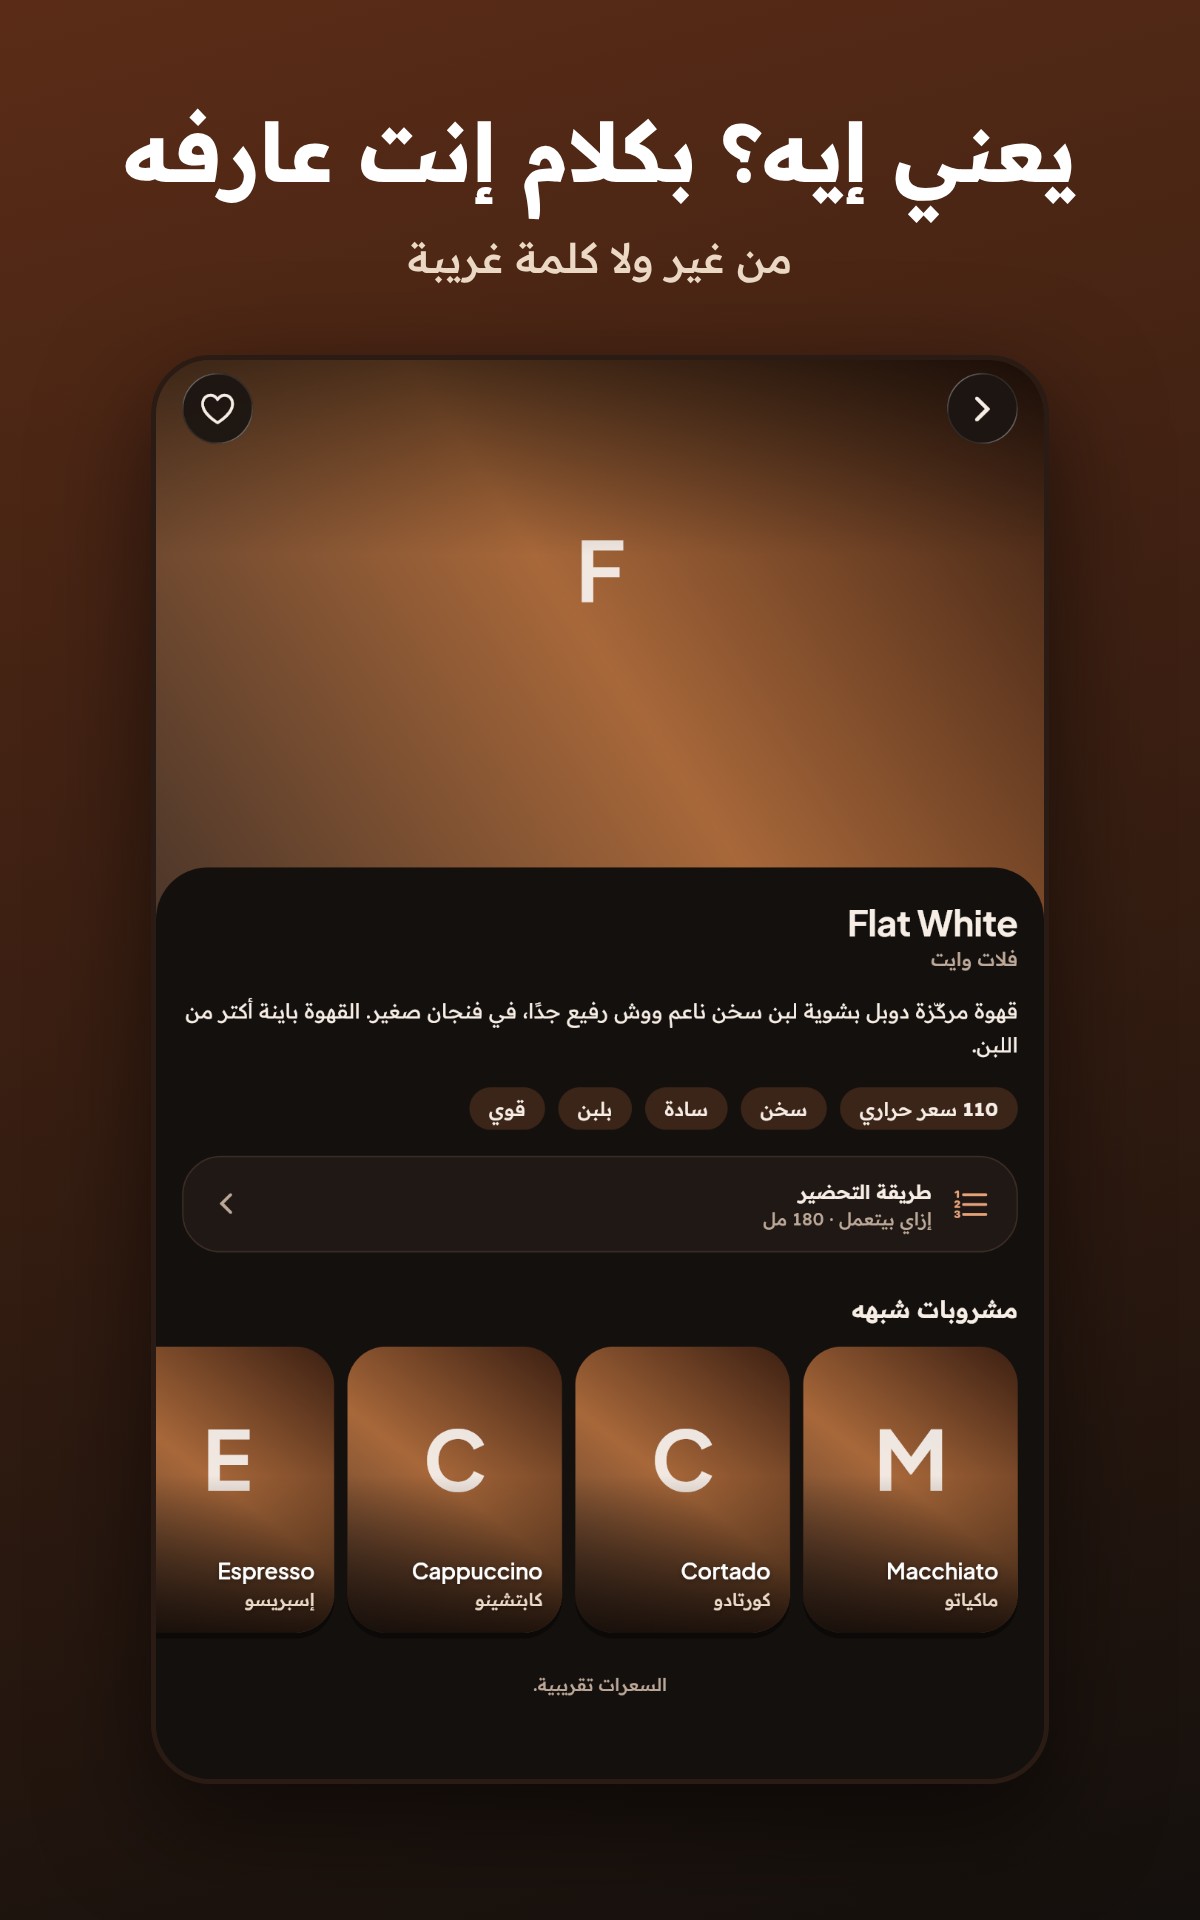 يعني إيه؟ بكلام إنت عارفه
من غير ولا كلمة غريبة
F
Flat White
فلات وايت
قهوة مركّزة دوبل بشوية لبن سخن ناعم ووش رفيع جدًا، في فنجان صغير. القهوة باينة أكتر من
اللبن.
110 سعر حراري
سخن
سادة
بلبن
قوي
1
2
3
طريقة التحضير
إزاي بيتعمل · 180 مل
مشروبات شبهه
M
Macchiato
ماكياتو
C
Cortado
كورتادو
C
Cappuccino
كابتشينو
E
Espresso
إسبريسو
السعرات تقريبية.